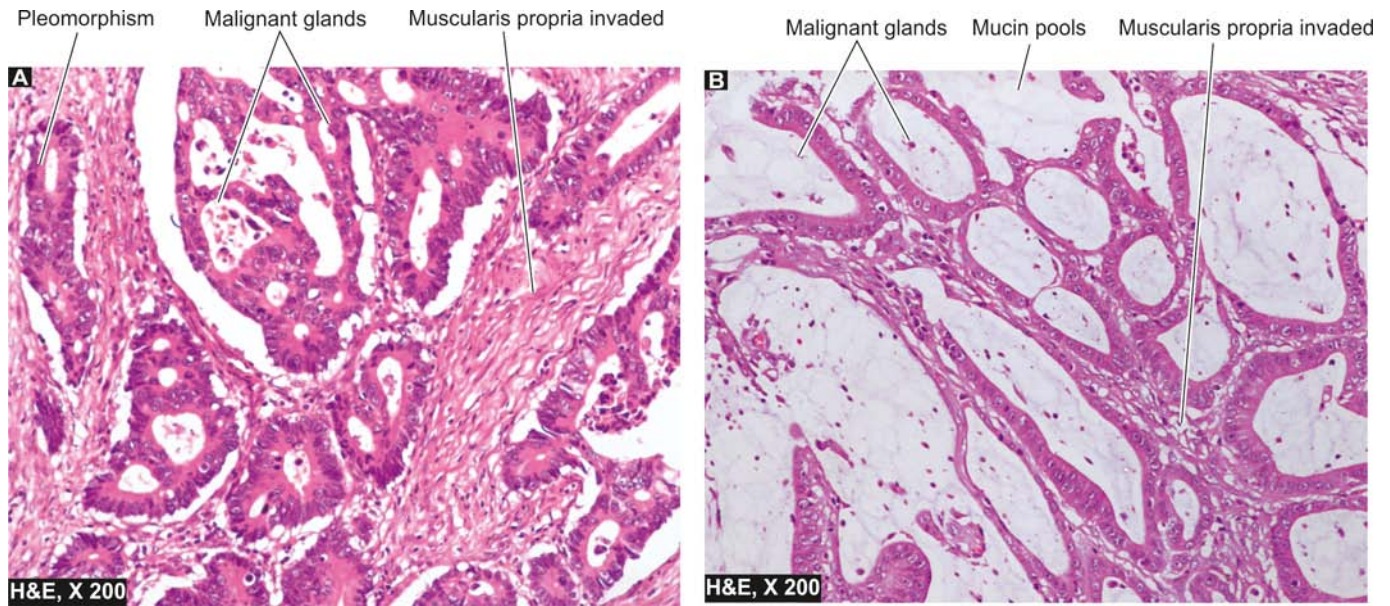 Pleomorphism
Malignant glands
Muscularis propria invaded
A
H&E, X 200
Malignant glands
Mucin pools
Muscularis propria invaded
B
H&E, X 200